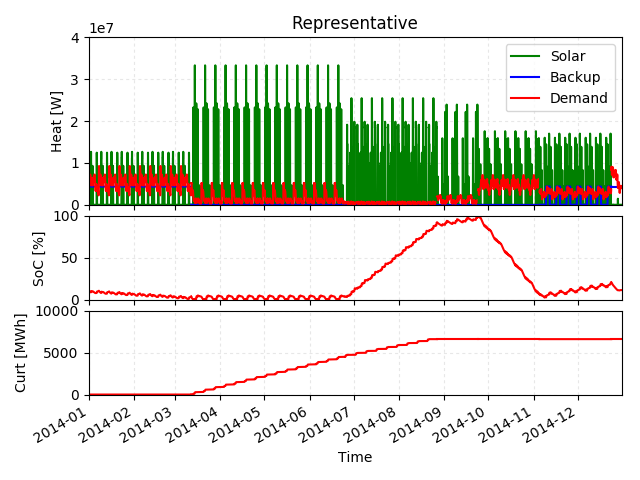 Representative
1e7
4
3
2
1
0
Heat [W]
Solar
Backup
Demand
100
50
0
SoC [%]
10000
5000
0
Curt [MWh]
2014-01 2014-02 2014-03 2014-04 2014-05 2014-06 2014-07 2014-08 2014-09 2014-10 2014-11 2014-12
Time